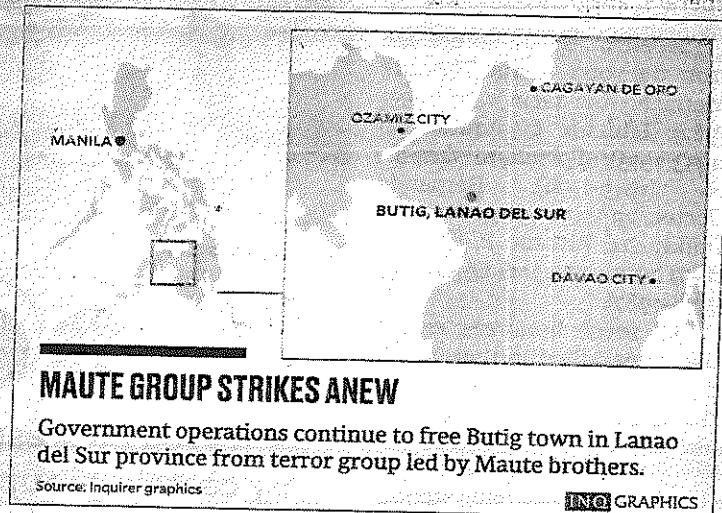 MANILA
CAGAYAN DE ORO
OZAMIZ CITY
BUTIG, LANAO DEL SUR
DAVAO CITY
MAUTE GROUP STRIKES ANEW
Government operations continue to free Butig town in Lanao
del Sur province from terror group led by Maute brothers.
Source: Inquirer graphics
INQ GRAPHICS